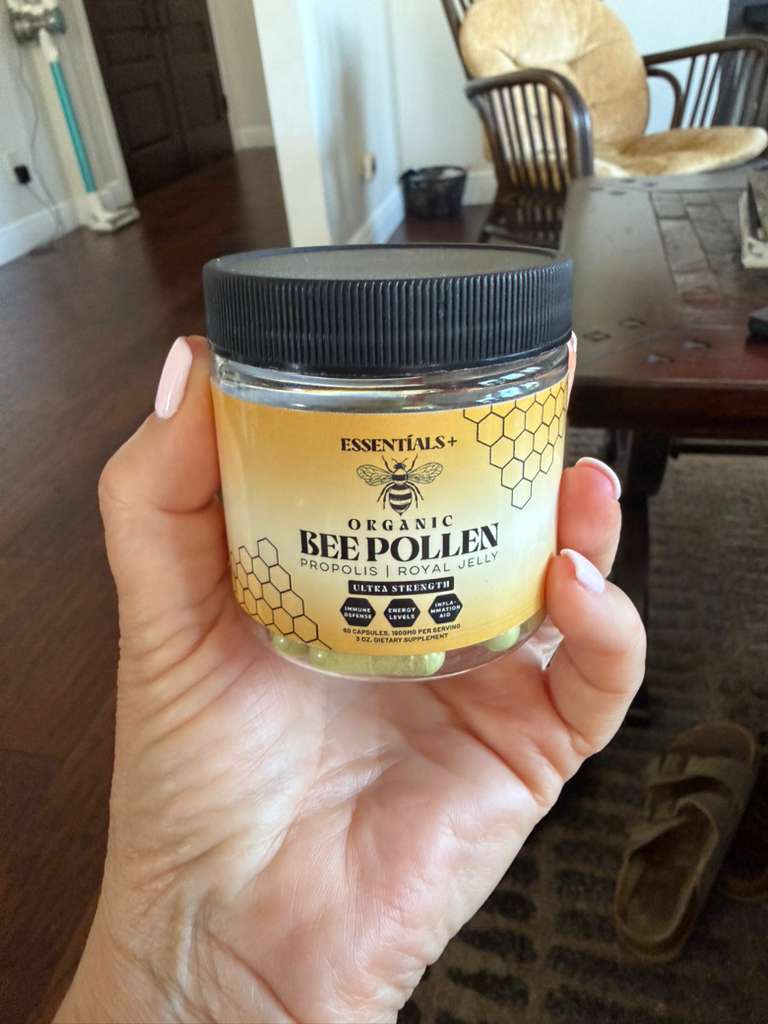 ESSENTIALS+
ORGANIC
BEE POLLEN
PROPOLIS | ROYAL JELLY
ULTRA STRENGTH
IMMUNE
DEFENSE
ENERGY
LEVELS
INFLA-
MMATION
AID
60 CAPSULES, 1900MG PER SERVING
3 OZ. DIETARY SUPPLEMENT